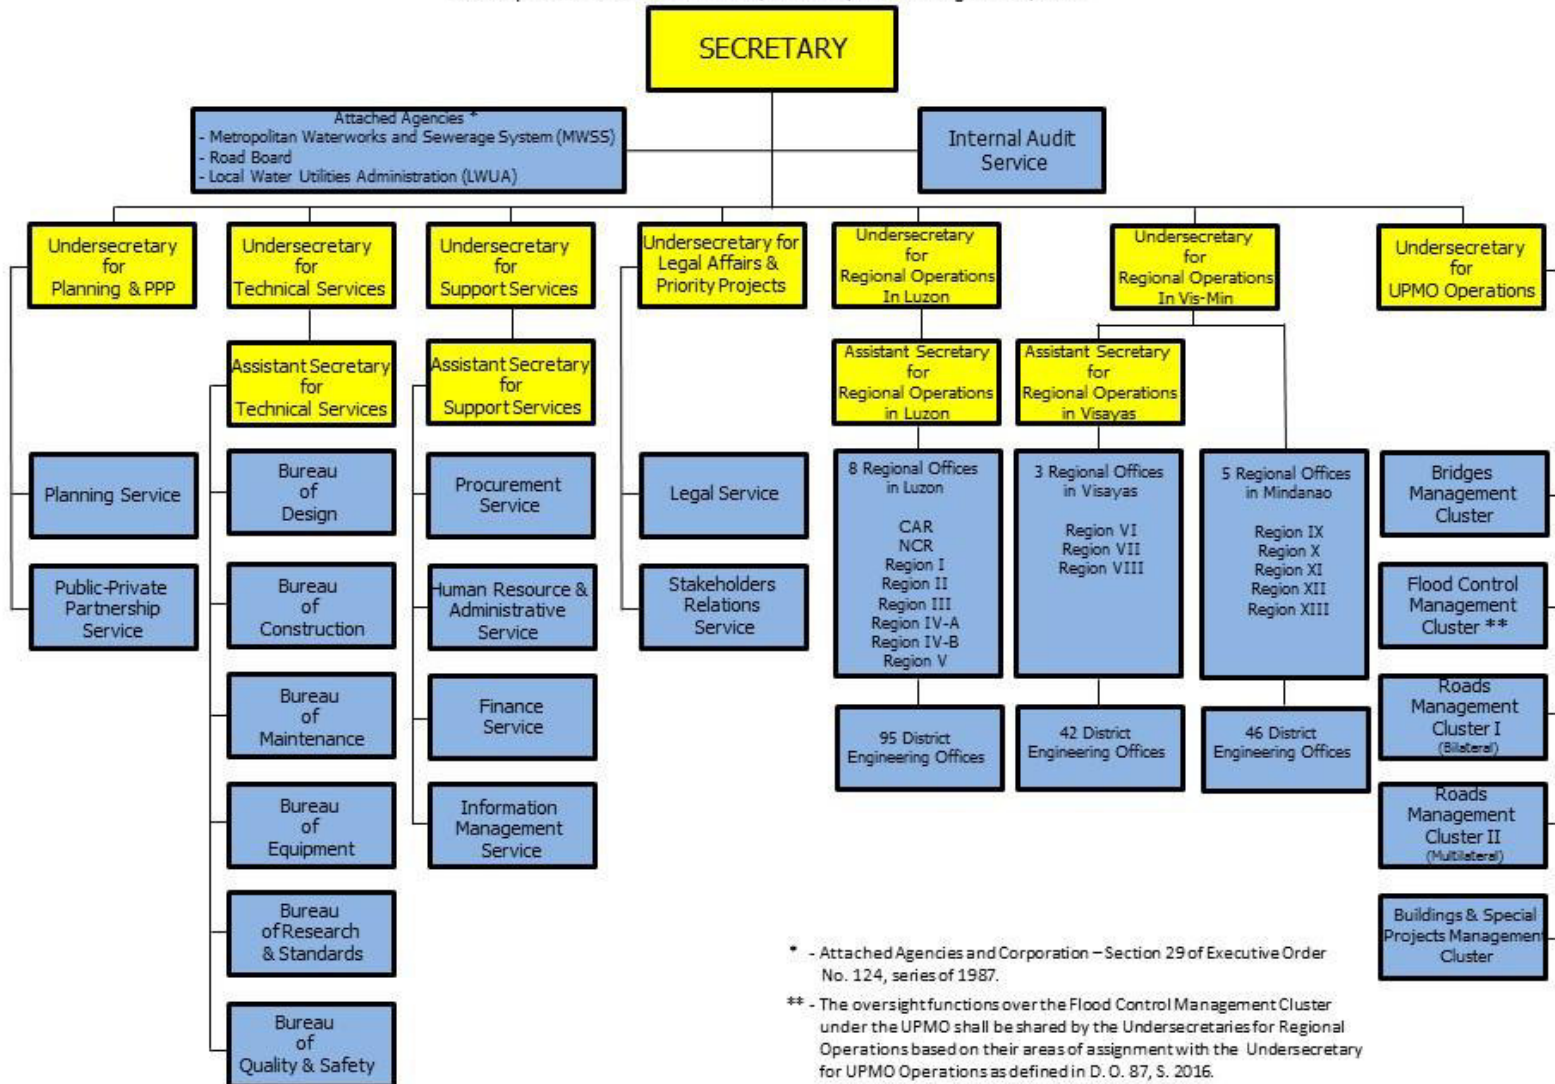 SECRETARY
Attached Agencies *
- Metropolitan Waterworks and Sewerage System (MWSS)
- Road Board
- Local Water Utilities Administration (LWUA)
Internal Audit
Service
Undersecretary
for
Planning & PPP
Undersecretary
for
Technical Services
Undersecretary
for
Support Services
Undersecretary for
Legal Affairs &
Priority Projects
Undersecretary
for
Regional Operations
In Luzon
Undersecretary
for
Regional Operations
In Vis-Min
Undersecretary
for
UPMO Operations
Assistant Secretary
for
Technical Services
Assistant Secretary
for
Support Services
Assistant Secretary
for
Regional Operations
in Luzon
Assistant Secretary
for
Regional Operations
in Visayas
Planning Service
Public-Private
Partnership
Service
Bureau
of
Design
Bureau
of
Construction
Bureau
of
Maintenance
Bureau
of
Equipment
Bureau
of Research
& Standards
Bureau
of
Quality & Safety
Procurement
Service
Human Resource &
Administrative
Service
Finance
Service
Information
Management
Service
Legal Service
Stakeholders
Relations
Service
8 Regional Offices
in Luzon
CAR
NCR
Region I
Region II
Region III
Region IV-A
Region IV-B
Region V
95 District
Engineering Offices
3 Regional Offices
in Visayas
Region VI
Region VII
Region VIII
42 District
Engineering Offices
5 Regional Offices
in Mindanao
Region IX
Region X
Region XI
Region XII
Region XIII
46 District
Engineering Offices
Bridges
Management
Cluster
Flood Control
Management
Cluster **
Roads
Management
Cluster I
(Bilateral)
Roads
Management
Cluster II
(Multilateral)
Buildings & Special
Projects Management
Cluster
* - Attached Agencies and Corporation – Section 29 of Executive Order
No. 124, series of 1987.
** - The oversight functions over the Flood Control Management Cluster
under the UPMO shall be shared by the Undersecretaries for Regional
Operations based on their areas of assignment with the Undersecretary
for UPMO Operations as defined in D. O. 87, S. 2016.